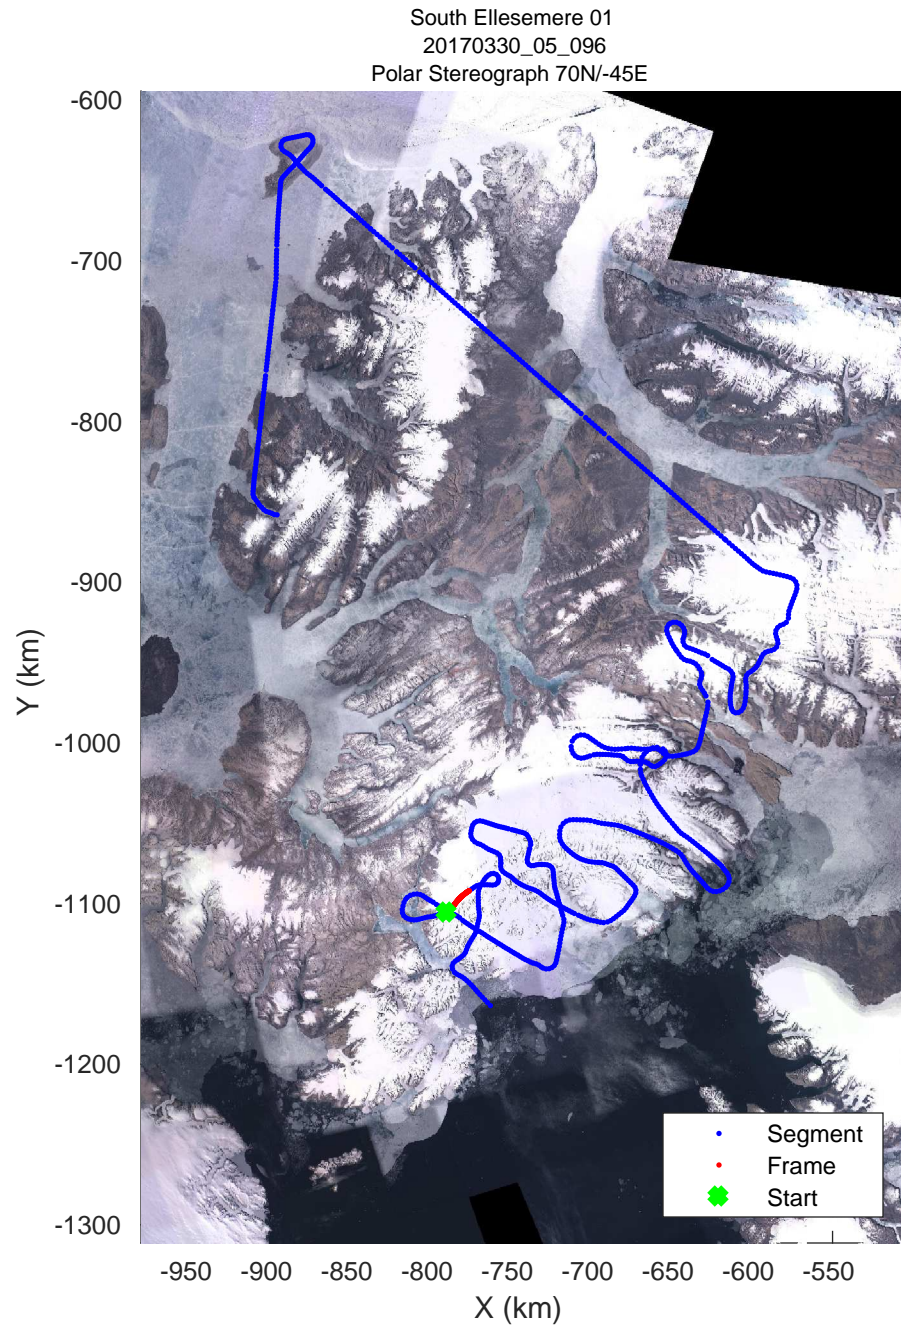 South Ellesemere 01
20170330_05_096
Polar Stereograph 70N/-45E
-600
-700
-800
-900
-1000
-1100
-1200
-1300
Y (km)
Segment
Frame
Start
-950 -900 -850 -800 -750 -700 -650 -600 -550
X (km)